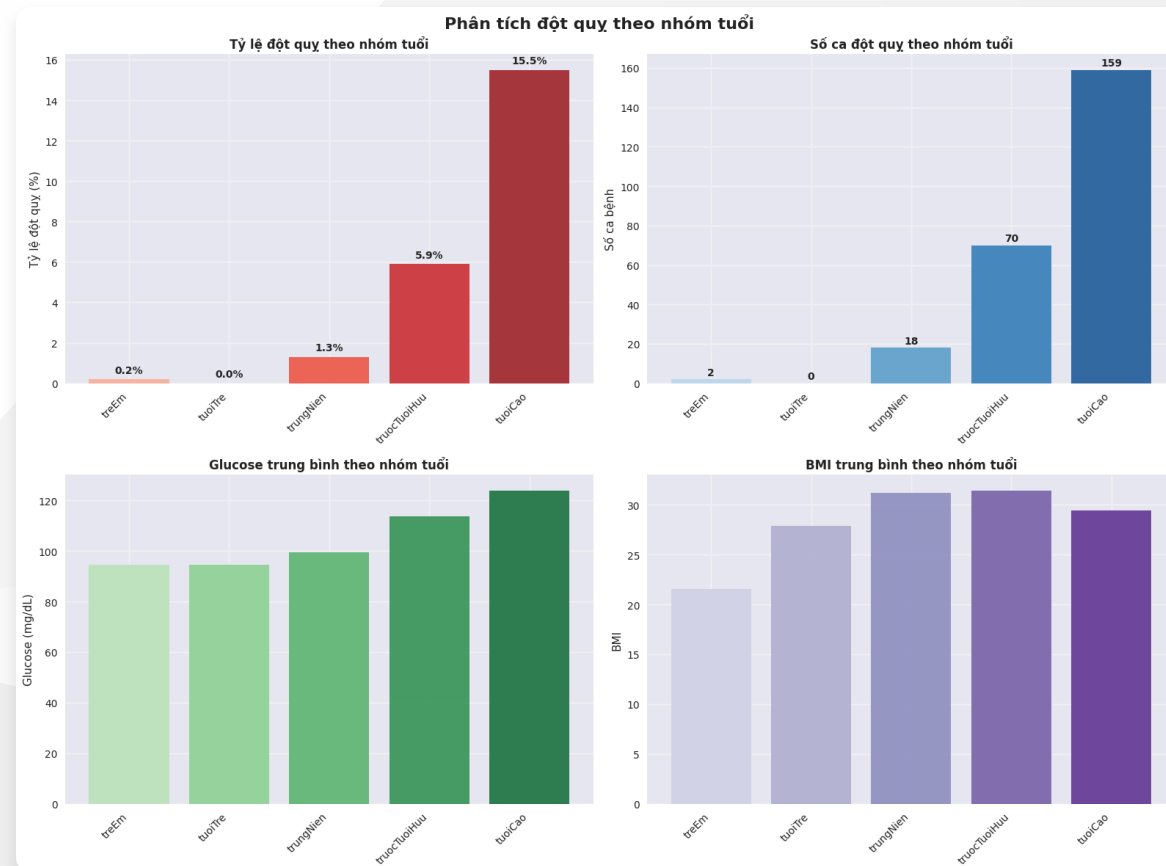 Phân tích đột quỵ theo nhóm tuổi
Tỷ lệ đột quỵ theo nhóm tuổi
Tỷ lệ đột quỵ (%)
16
14
12
10
8
6
4
2
0
0.2%
0.0%
1.3%
5.9%
15.5%
treEm
tuoiTre
trungNien
truocTuoiHuu
tuoiCao
Số ca đột quỵ theo nhóm tuổi
Số ca bệnh
160
140
120
100
80
60
40
20
0
2
0
18
70
159
treEm
tuoiTre
trungNien
truocTuoiHuu
tuoiCao
Glucose trung bình theo nhóm tuổi
Glucose (mg/dL)
120
100
80
60
40
20
0
treEm
tuoiTre
trungNien
truocTuoiHuu
tuoiCao
BMI trung bình theo nhóm tuổi
BMI
30
25
20
15
10
5
0
treEm
tuoiTre
trungNien
truocTuoiHuu
tuoiCao